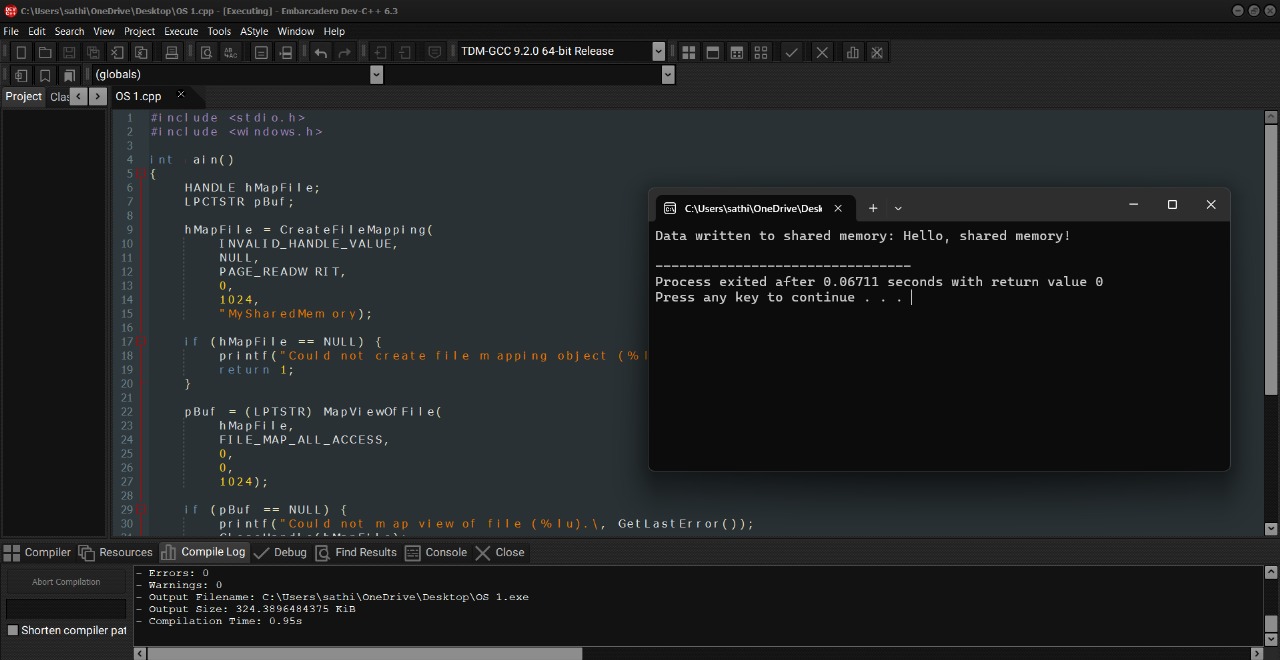 C:\Users\sathi\OneDrive\Desktop\OS 1.cpp - [Executing] - Embarcadero Dev-C++ 6.3
File Edit Search View Project Execute Tools AStyle Window Help
TDM-GCC 9.2.0 64-bit Release
(globals)
Project Clas OS 1.cpp
1 #include <stdio.h>
2 #include <windows.h>
3
4 int ain()
5 {
6 HANDLE hMapFile;
7 LPCTSTR pBuf;
8
9 hMapFile = CreateFileMapping(
10 INVALID_HANDLE_VALUE,
11 NULL,
12 PAGE_READW RIT,
13 0,
14 1024,
15 "MySharedMem ory);
16
17 if (hMapFile == NULL) {
18 printf("Could not create file m apping object (%l
19 return 1;
20 }
21
22 pBuf = (LPTSTR) MapViewOfFile(
23 hMapFile,
24 FILE_MAP_ALL_ACCESS,
25 0,
26 0,
27 1024);
28
29 if (pBuf == NULL) {
30 printf("Could not m ap view of file (%lu).\, GetLastError());
C:\Users\sathi\OneDrive\Desk
Data written to shared memory: Hello, shared memory!
--------------------------------
Process exited after 0.06711 seconds with return value 0
Press any key to continue . . .
Compiler Resources Compile Log Debug Find Results Console Close
Abort Compilation
Shorten compiler pat
- Errors: 0
- Warnings: 0
- Output Filename: C:\Users\sathi\OneDrive\Desktop\OS 1.exe
- Output Size: 324.3896484375 KiB
- Compilation Time: 0.95s